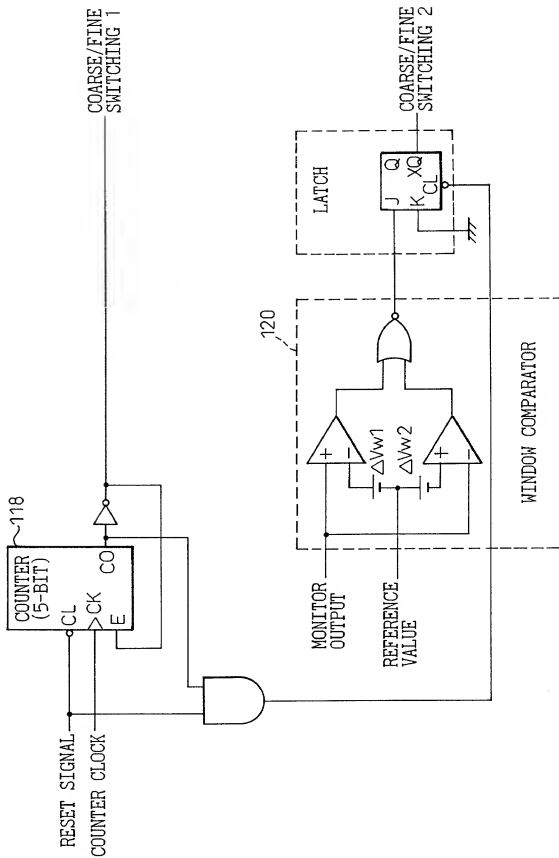 COARSE/FINE
SWITCHING 1
118
COUNTER
(5-BIT)
CL
CK
E
CO
RESET SIGNAL
COUNTER CLOCK
COARSE/FINE
SWITCHING 2
LATCH
J Q
K XQ
CL
120
+
−
ΔVw1
ΔVw2
+
−
MONITOR
OUTPUT
REFERENCE
VALUE
WINDOW COMPARATOR